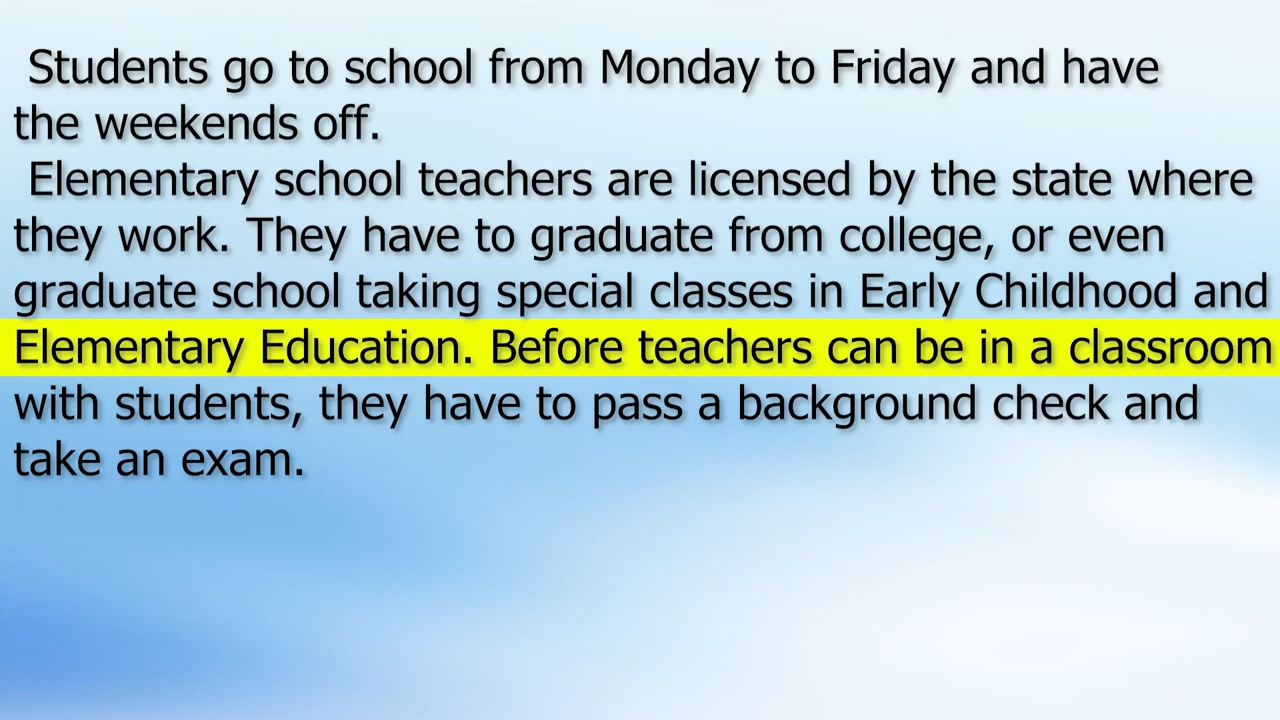 Students go to school from Monday to Friday and have
the weekends off.
Elementary school teachers are licensed by the state where
they work. They have to graduate from college, or even
graduate school taking special classes in Early Childhood and
Elementary Education. Before teachers can be in a classroom
with students, they have to pass a background check and
take an exam.